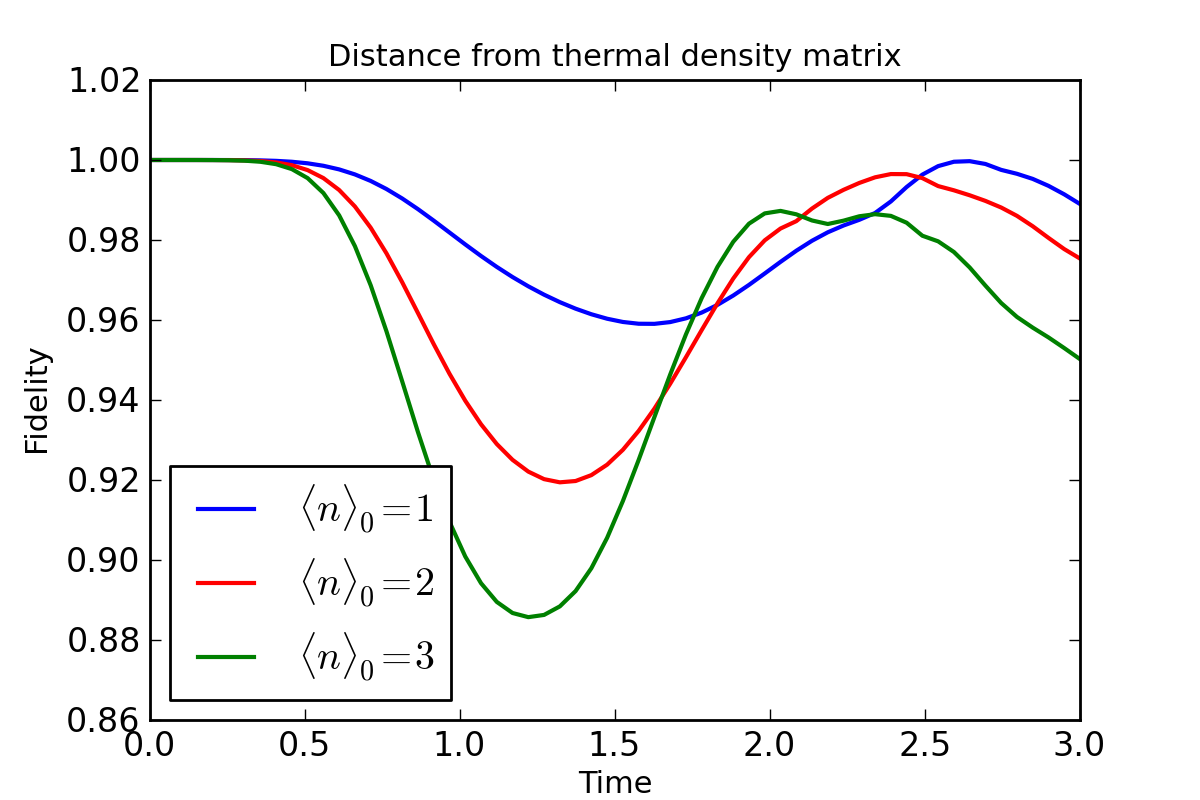 Distance from thermal density matrix
1.02
1.00
0.98
0.96
0.94
0.92
0.90
0.88
0.86
Fidelity
⟨n⟩₀=1
⟨n⟩₀=2
⟨n⟩₀=3
0.0 0.5 1.0 1.5 2.0 2.5 3.0
Time